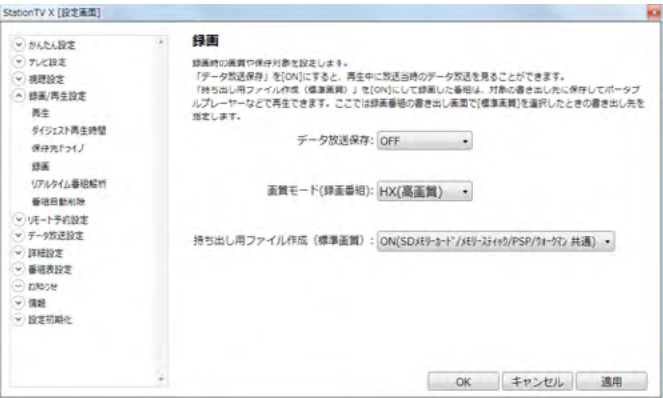 StationTV X [設定画面]
かんたん設定
テレビ設定
視聴設定
録画/再生設定
再生
ダイジェスト再生時間
保存先ドライブ
録画
リアルタイム番組解析
番組自動削除
リモート予約設定
データ放送設定
詳細設定
番組表設定
お知らせ
情報
設定初期化
録画
録画時の画質や保存対象を設定します。
「データ放送保存」を[ON]にすると、再生中に放送当時のデータ放送を見ることができます。
「持ち出し用ファイル作成（標準画質）」を[ON]にして録画した番組は、対象の書き出し先に保存してポータブ
ルプレーヤーなどで再生できます。ここでは録画番組の書き出し画面で[標準画質]を選択したときの書き出し先を
指定します。
データ放送保存: OFF
画質モード(録画番組): HX(高画質)
持ち出し用ファイル作成（標準画質）: ON(SDﾒﾓﾘｰｶｰﾄﾞ/ﾒﾓﾘｰｽﾃｨｯｸ/PSP/ｳｫｰｸﾏﾝ 共通)
OK キャンセル 適用